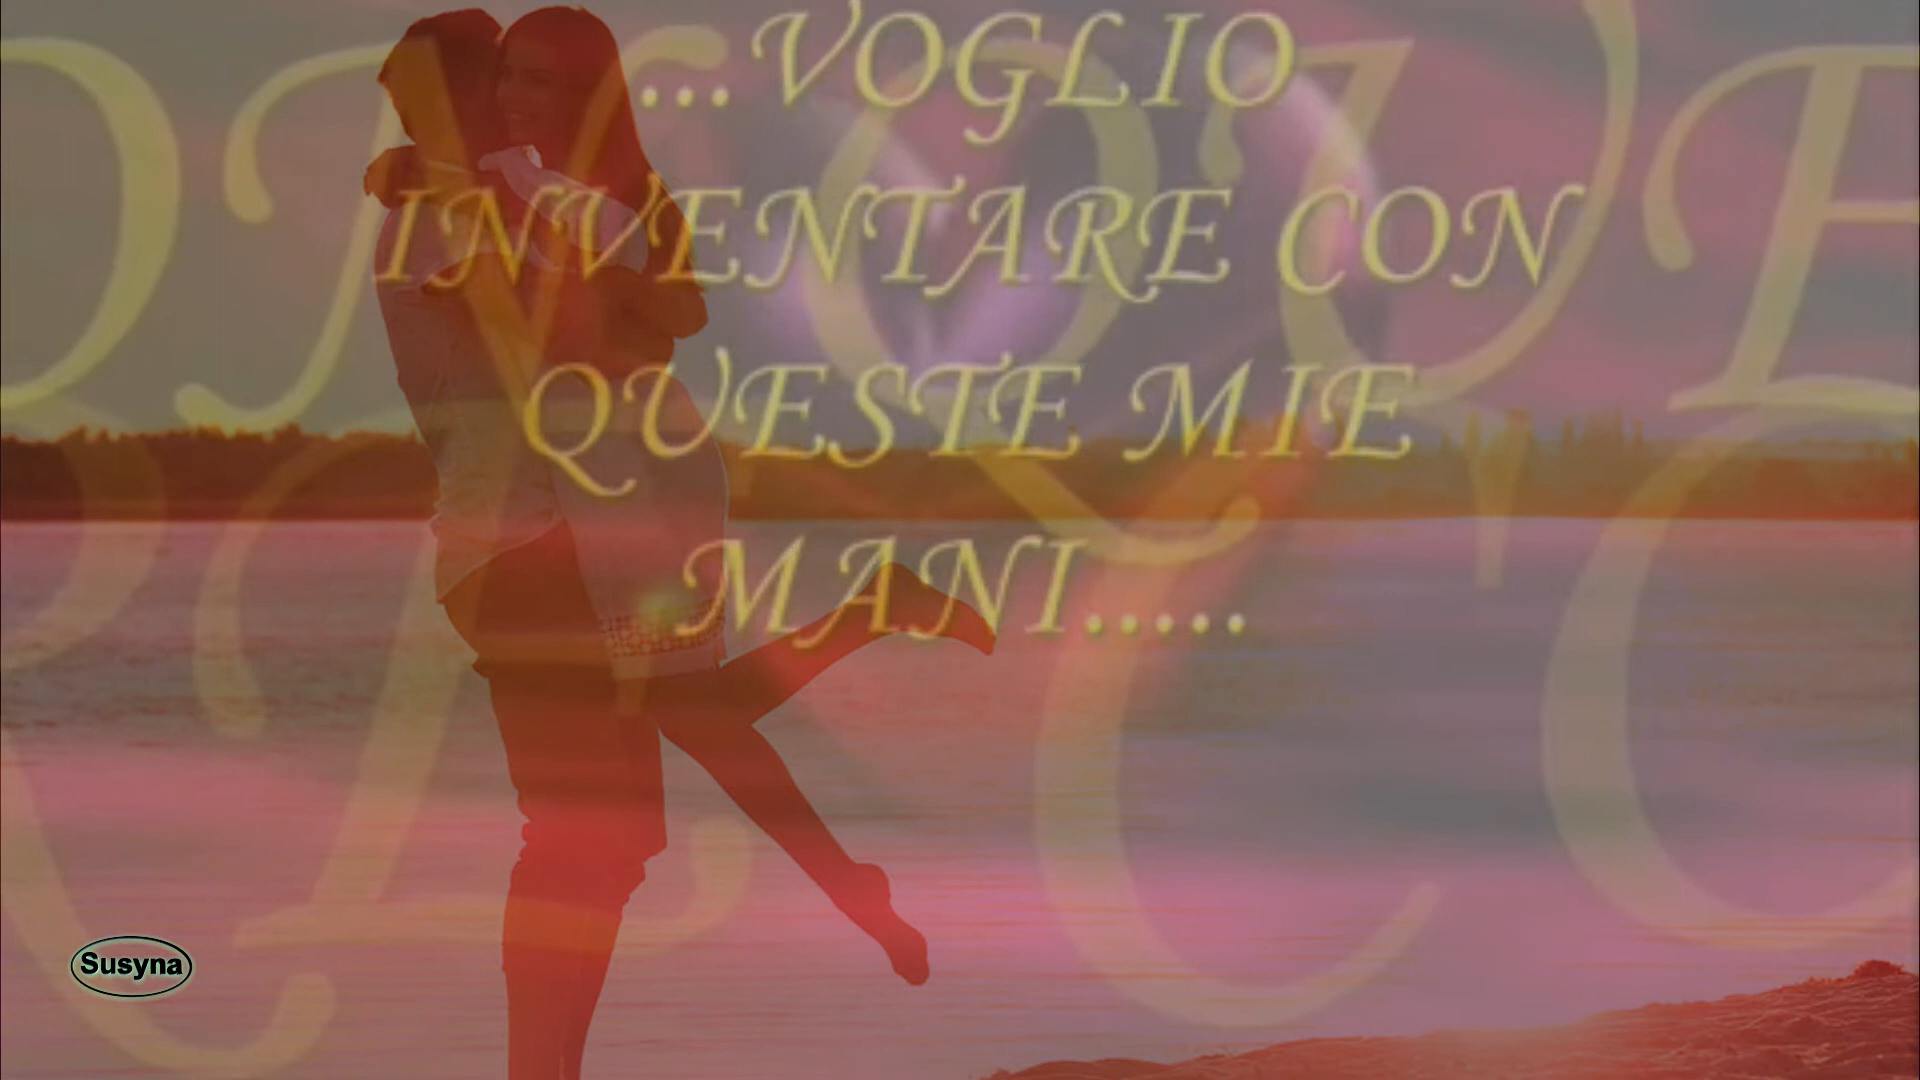 ...VOGLIO
INVENTARE CON
QUESTE MIE
MANI.....
Susyna